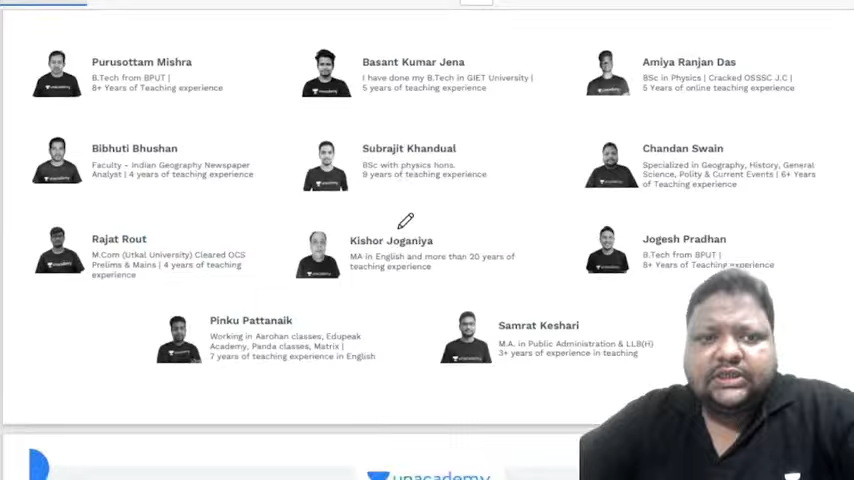 Purusottam Mishra
B.Tech from BPUT |
8+ Years of Teaching experience
Basant Kumar Jena
I have done my B.Tech in GIET University |
5 years of teaching experience
Amiya Ranjan Das
BSc in Physics | Cracked OSSSC J.C |
5 Years of online teaching experience
Bibhuti Bhushan
Faculty - Indian Geography Newspaper
Analyst | 4 years of teaching experience
Subrajit Khandual
BSc with physics hons.
9 years of teaching experience
Chandan Swain
Specialized in Geography, History, General
Science, Polity & Current Events | 6+ Years
of Teaching experience
Rajat Rout
M.Com (Utkal University) Cleared OCS
Prelims & Mains | 4 years of teaching
experience
Kishor Joganiya
MA in English and more than 20 years of
teaching experience
Jogesh Pradhan
B.Tech from BPUT |
8+ Years of Teaching experience
Pinku Pattanaik
Working in Aarohan classes, Edupeak
Academy, Panda classes, Matrix |
7 years of teaching experience in English
Samrat Keshari
M.A. in Public Administration & LLB(H)
3+ years of experience in teaching
unacademy